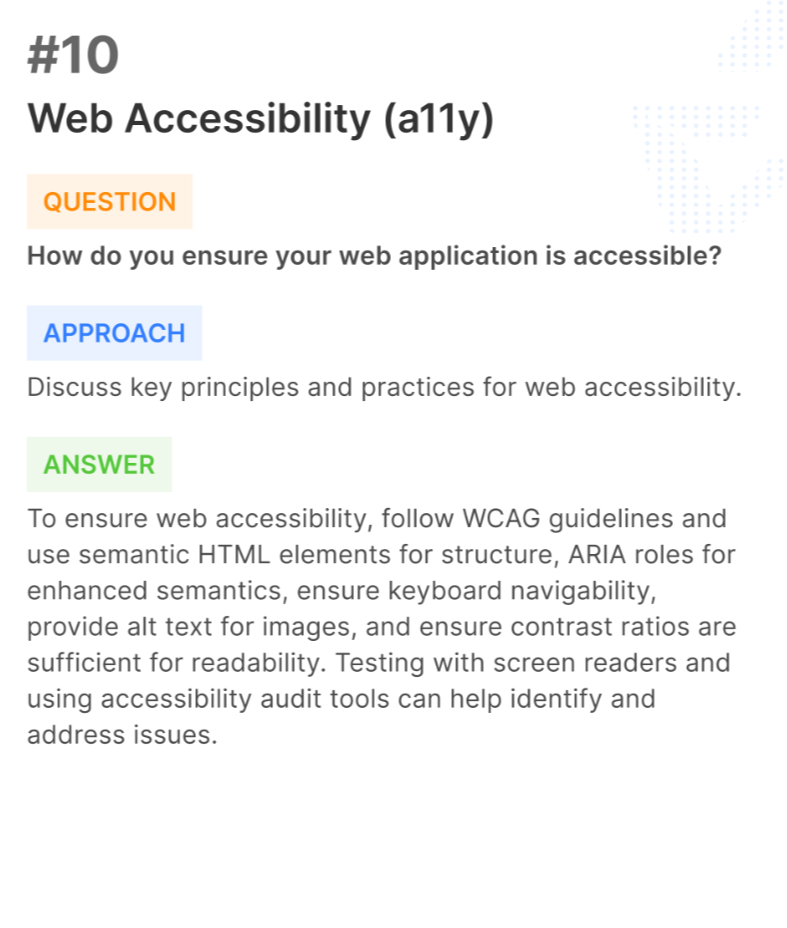 #10
Web Accessibility (a11y)
QUESTION
How do you ensure your web application is accessible?
APPROACH
Discuss key principles and practices for web accessibility.
ANSWER
To ensure web accessibility, follow WCAG guidelines and
use semantic HTML elements for structure, ARIA roles for
enhanced semantics, ensure keyboard navigability,
provide alt text for images, and ensure contrast ratios are
sufficient for readability. Testing with screen readers and
using accessibility audit tools can help identify and
address issues.